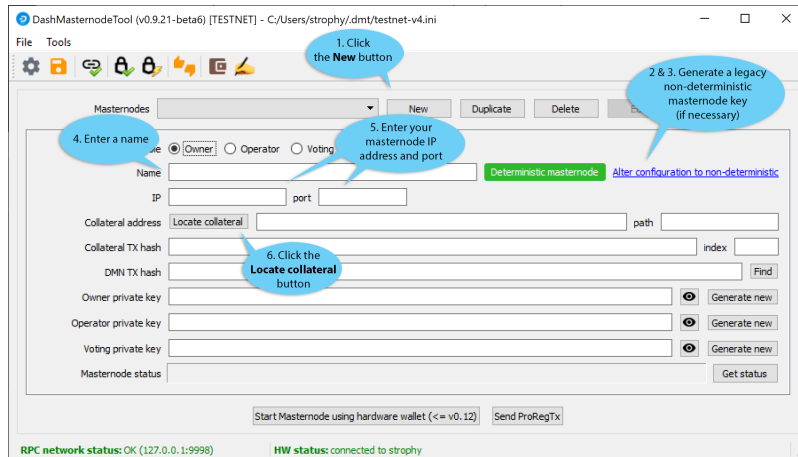 DashMasternodeTool (v0.9.21-beta6) [TESTNET] - C:/Users/strophy/.dmt/testnet-v4.ini
File Tools
1. Click
the New button
2 & 3. Generate a legacy
non-deterministic
masternode key
(if necessary)
Masternodes New Duplicate Delete
4. Enter a name
5. Enter your
masternode IP
address and port
Owner Operator Voting
Name Deterministic masternode Alter configuration to non-deterministic
IP port
Collateral address Locate collateral path
6. Click the
Locate collateral
button
Collateral TX hash index
DMN TX hash Find
Owner private key Generate new
Operator private key Generate new
Voting private key Generate new
Masternode status Get status
Start Masternode using hardware wallet (<= v0.12) Send ProRegTx
RPC network status: OK (127.0.0.1:9998) HW status: connected to strophy